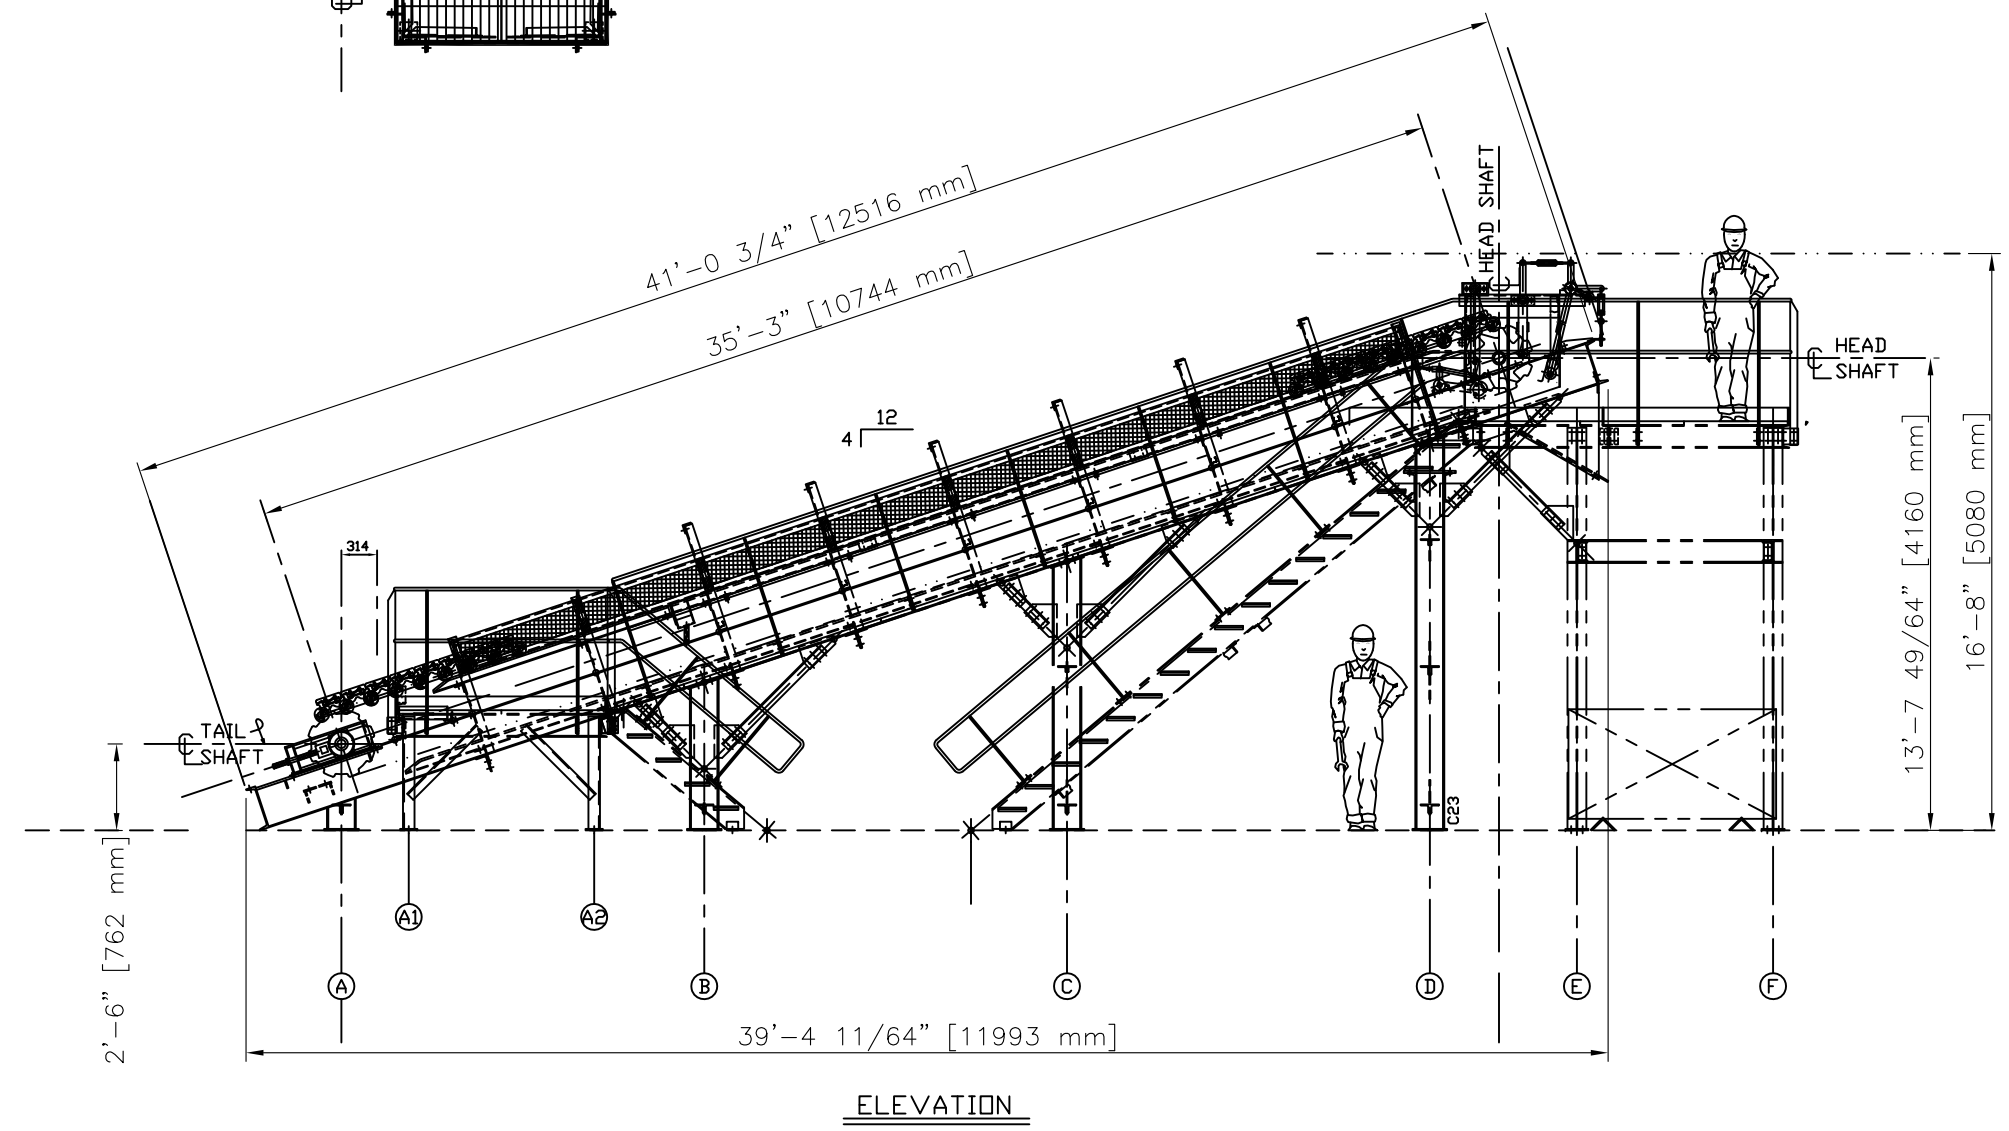 41'-0 3/4" [12516 mm]
35'-3" [10744 mm]
HEAD SHAFT
12
4
HEAD
SHAFT
314
TAIL
SHAFT
13'-7 49/64" [4160 mm]
16'-8" [5080 mm]
C23
2'-6" [762 mm]
A1
A2
A
B
C
D
E
F
39'-4 11/64" [11993 mm]
ELEVATION